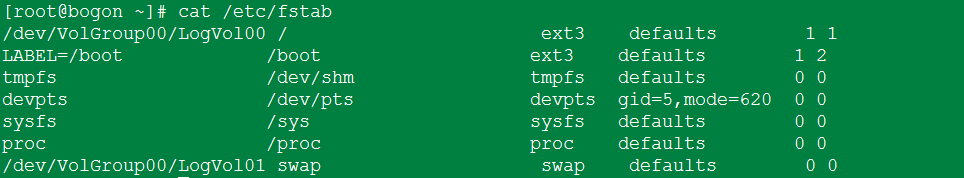 [root@bogon ~]# cat /etc/fstab
/dev/VolGroup00/LogVol00 / ext3 defaults 1 1
LABEL=/boot /boot ext3 defaults 1 2
tmpfs /dev/shm tmpfs defaults 0 0
devpts /dev/pts devpts gid=5,mode=620 0 0
sysfs /sys sysfs defaults 0 0
proc /proc proc defaults 0 0
/dev/VolGroup00/LogVol01 swap swap defaults 0 0